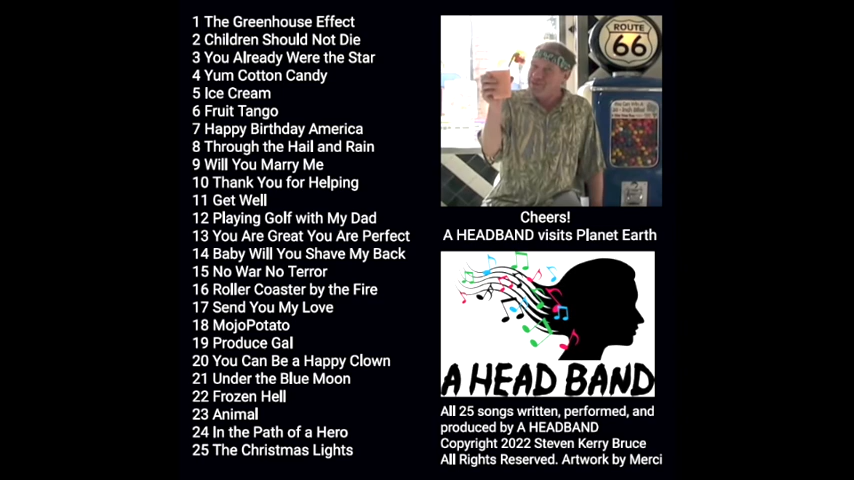 1 The Greenhouse Effect
2 Children Should Not Die
3 You Already Were the Star
4 Yum Cotton Candy
5 Ice Cream
6 Fruit Tango
7 Happy Birthday America
8 Through the Hail and Rain
9 Will You Marry Me
10 Thank You for Helping
11 Get Well
12 Playing Golf with My Dad
13 You Are Great You Are Perfect
14 Baby Will You Shave My Back
15 No War No Terror
16 Roller Coaster by the Fire
17 Send You My Love
18 MojoPotato
19 Produce Gal
20 You Can Be a Happy Clown
21 Under the Blue Moon
22 Frozen Hell
23 Animal
24 In the Path of a Hero
25 The Christmas Lights
ROUTE
66
Cheers!
A HEADBAND visits Planet Earth
A HEAD BAND
All 25 songs written, performed, and
produced by A HEADBAND
Copyright 2022 Steven Kerry Bruce
All Rights Reserved. Artwork by Merci